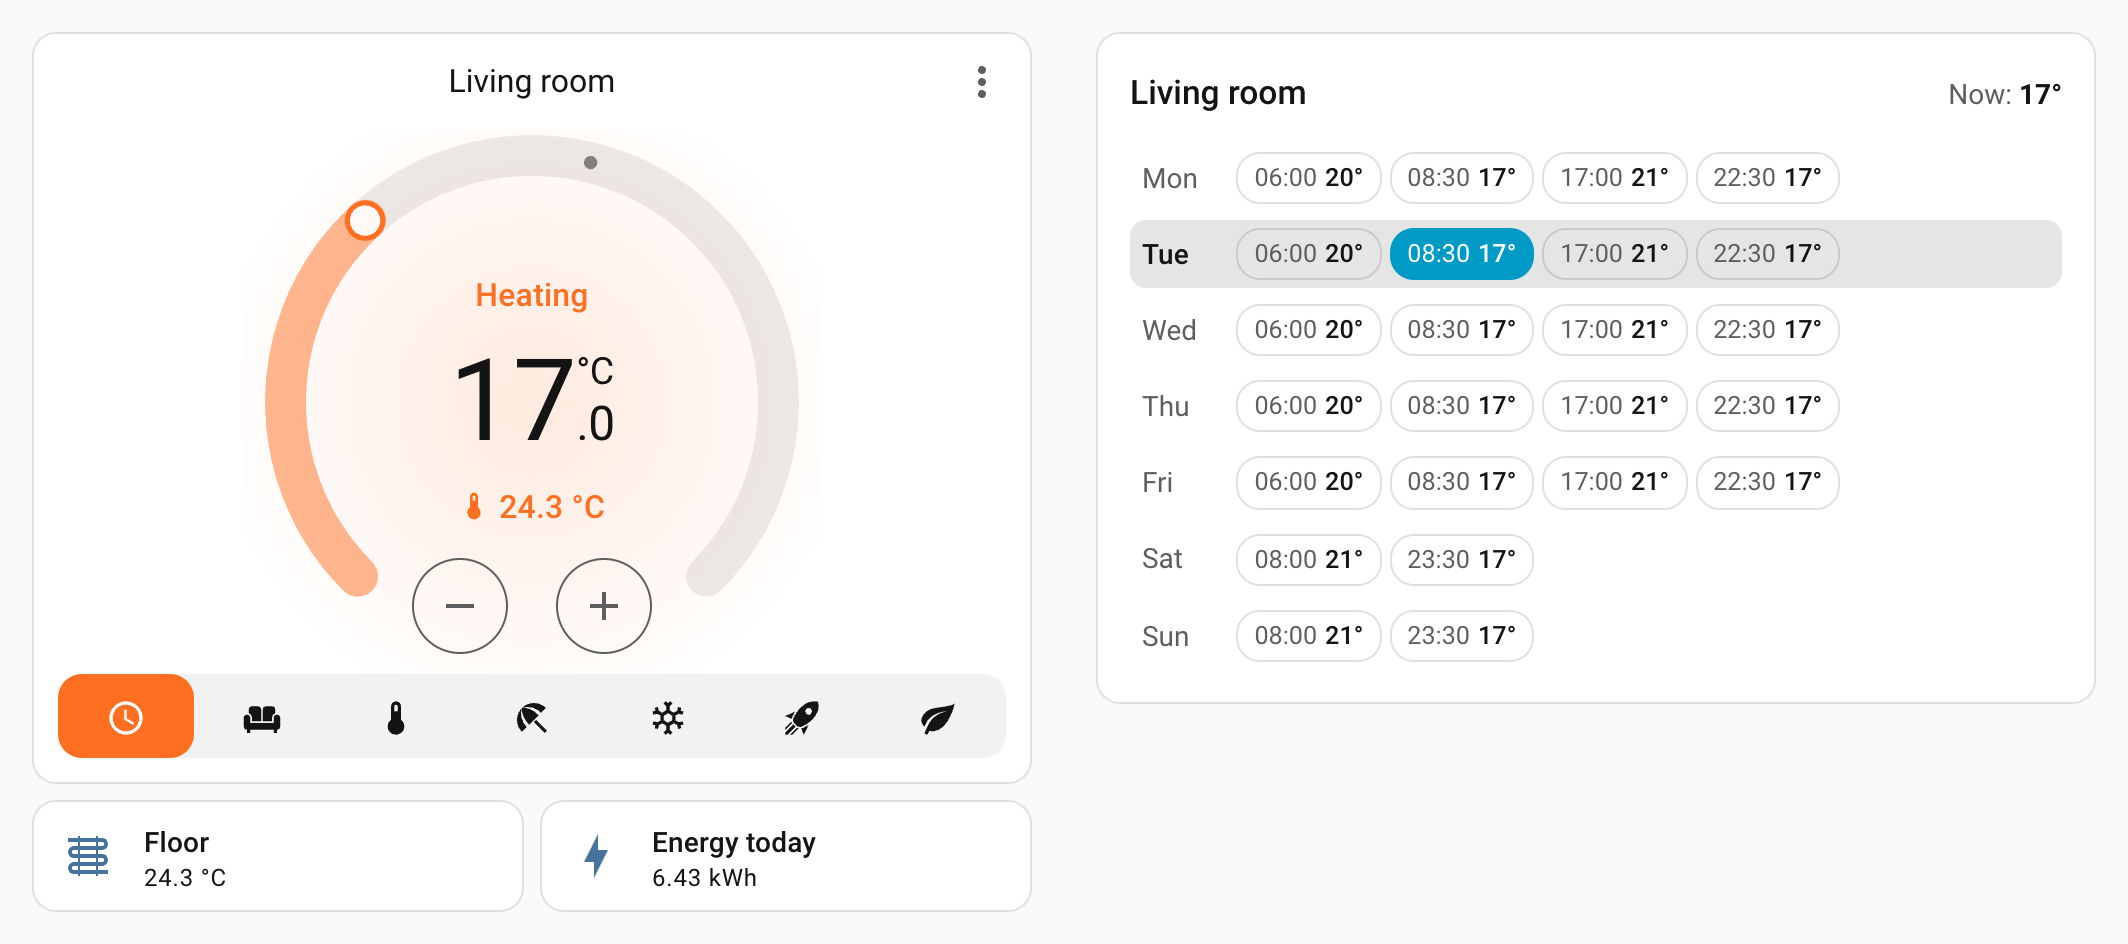 Living room
Heating
17.0 °C
24.3 °C
Floor
24.3 °C
Energy today
6.43 kWh
Living room
Now: 17°
Mon 06:00 20° 08:30 17° 17:00 21° 22:30 17°
Tue 06:00 20° 08:30 17° 17:00 21° 22:30 17°
Wed 06:00 20° 08:30 17° 17:00 21° 22:30 17°
Thu 06:00 20° 08:30 17° 17:00 21° 22:30 17°
Fri 06:00 20° 08:30 17° 17:00 21° 22:30 17°
Sat 08:00 21° 23:30 17°
Sun 08:00 21° 23:30 17°